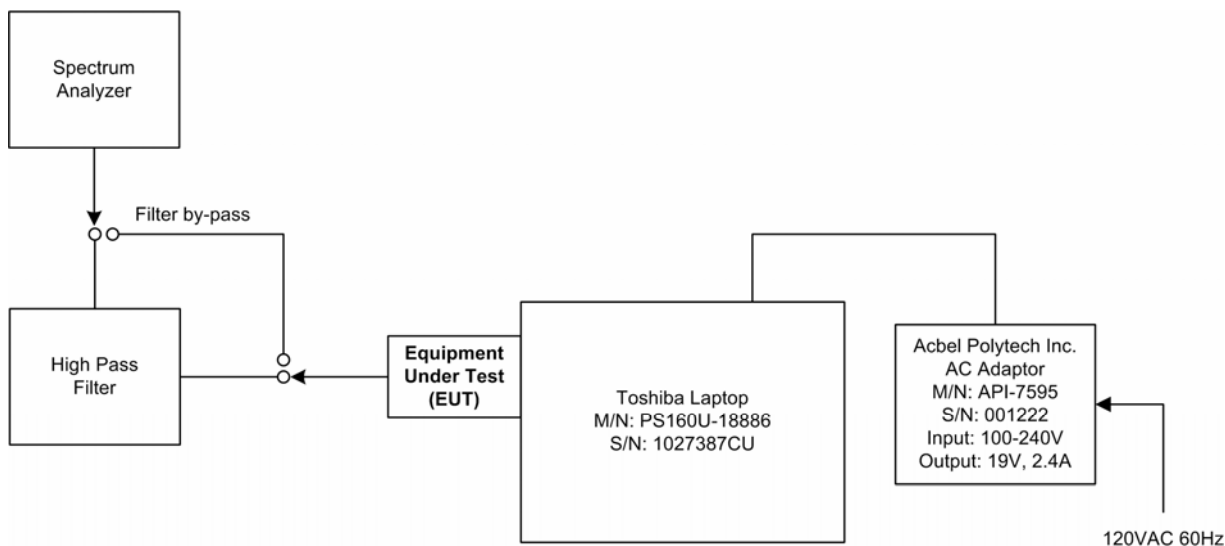 Spectrum
Analyzer
Filter by-pass
High Pass
Filter
Equipment
Under Test
(EUT)
Toshiba Laptop
M/N: PS160U-18886
S/N: 1027387CU
Acbel Polytech Inc.
AC Adaptor
M/N: API-7595
S/N: 001222
Input: 100-240V
Output: 19V, 2.4A
120VAC 60Hz